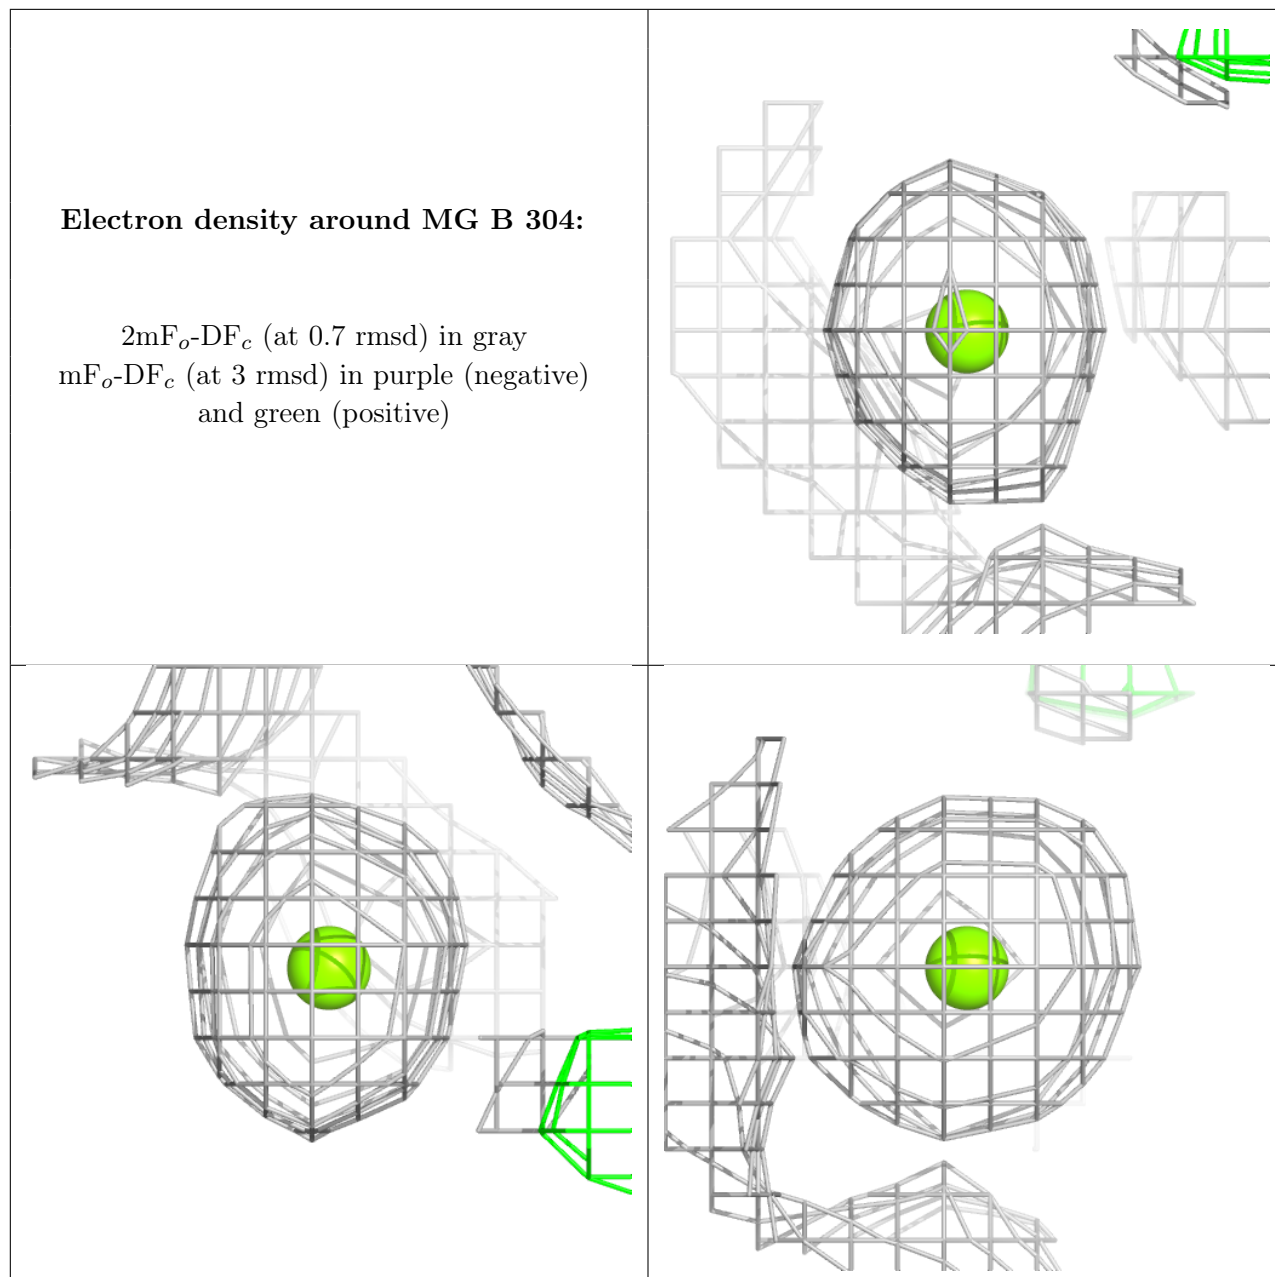 Electron density around MG B 304:
2mFo-DFc (at 0.7 rmsd) in gray
mFo-DFc (at 3 rmsd) in purple (negative)
and green (positive)